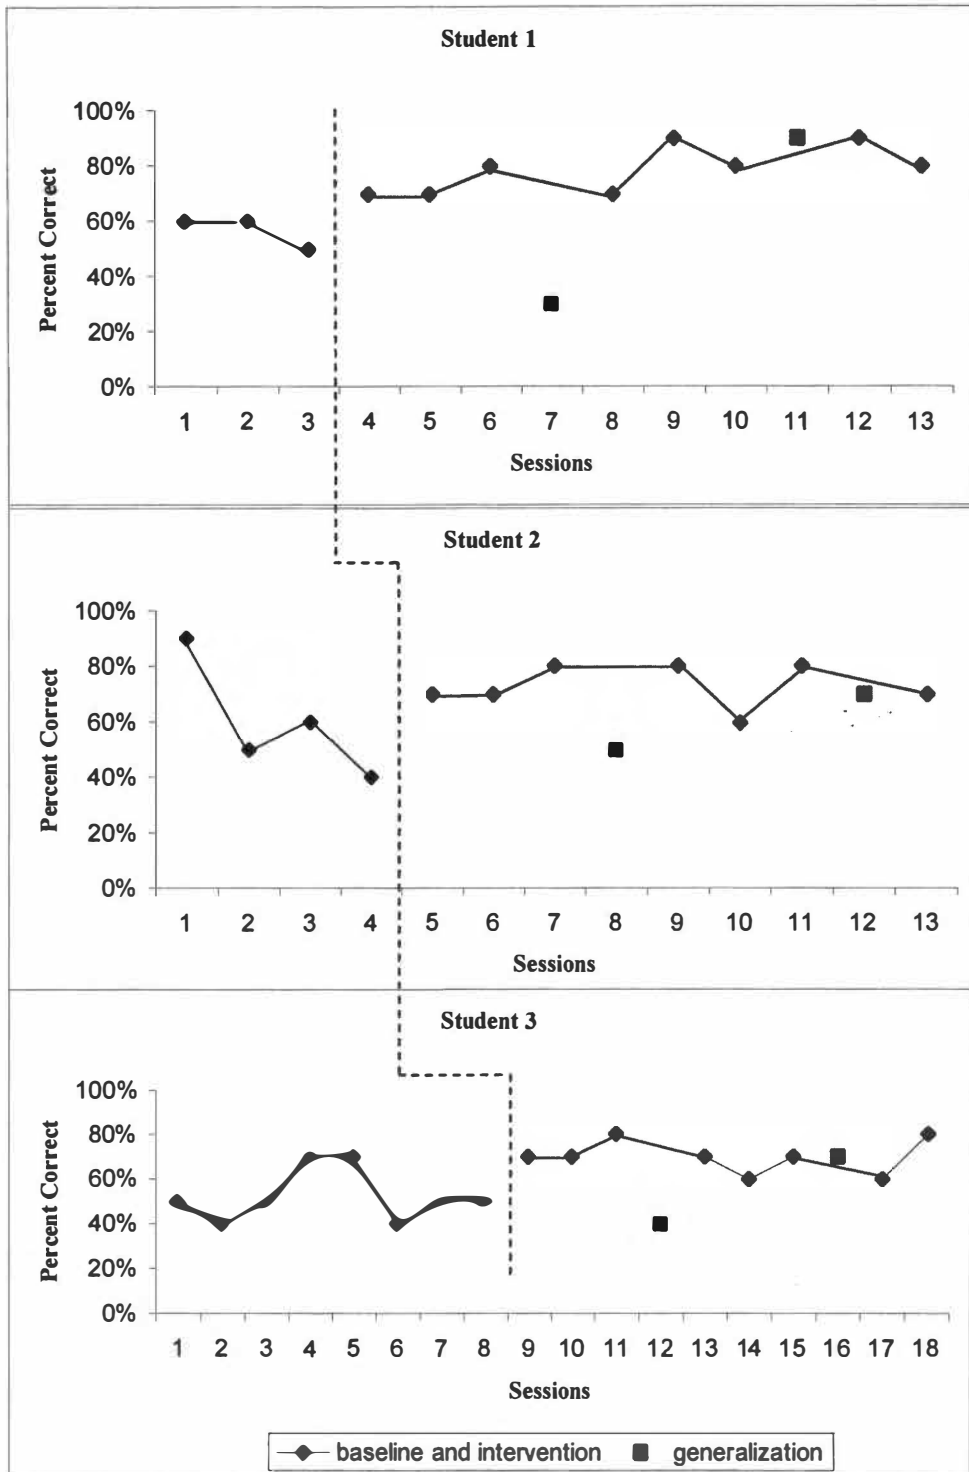 Student 1
Percent Correct
100%
80%
60%
40%
20%
0%
1 2 3 4 5 6 7 8 9 10 11 12 13
Sessions
Student 2
Percent Correct
100%
80%
60%
40%
20%
0%
1 2 3 4 5 6 7 8 9 10 11 12 13
Sessions
Student 3
Percent Correct
100%
80%
60%
40%
20%
0%
1 2 3 4 5 6 7 8 9 10 11 12 13 14 15 16 17 18
Sessions
baseline and intervention generalization